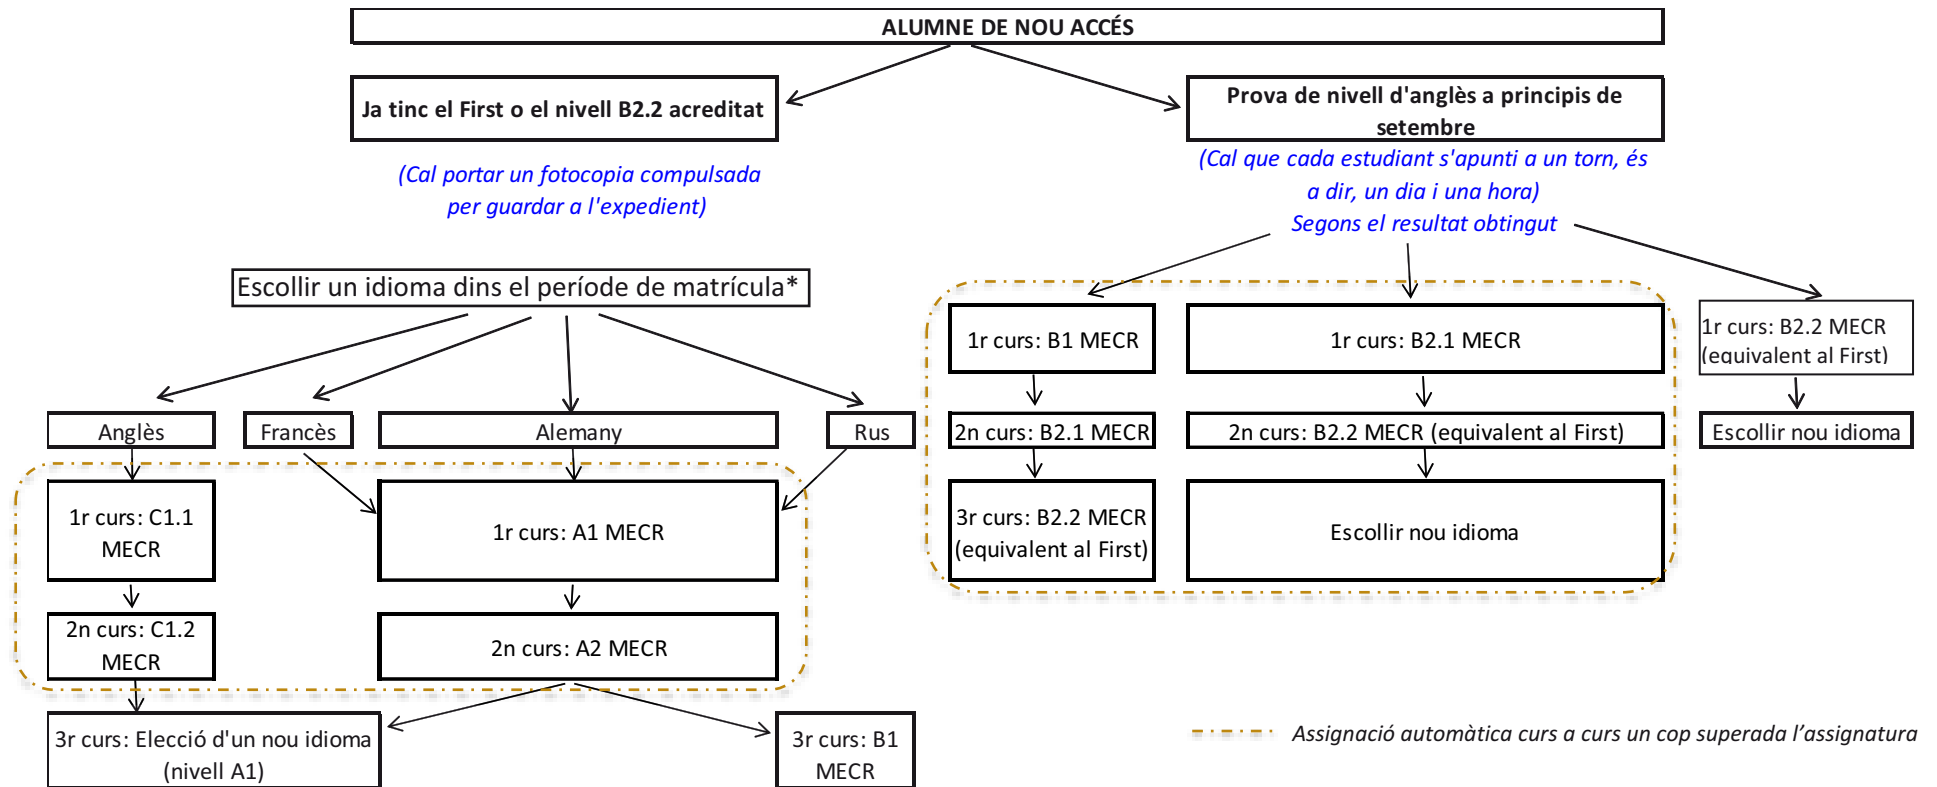 ALUMNE DE NOU ACCÉS
Ja tinc el First o el nivell B2.2 acreditat
Prova de nivell d'anglès a principis de
setembre
(Cal portar un fotocopia compulsada
per guardar a l'expedient)
(Cal que cada estudiant s'apunti a un torn, és
a dir, un dia i una hora)
Segons el resultat obtingut
Escollir un idioma dins el període de matrícula*
Anglès
Francès
Alemany
Rus
1r curs: C1.1
MECR
1r curs: A1 MECR
2n curs: C1.2
MECR
2n curs: A2 MECR
3r curs: Elecció d'un nou idioma
(nivell A1)
3r curs: B1
MECR
1r curs: B1 MECR
1r curs: B2.1 MECR
1r curs: B2.2 MECR
(equivalent al First)
2n curs: B2.1 MECR
2n curs: B2.2 MECR (equivalent al First)
Escollir nou idioma
3r curs: B2.2 MECR
(equivalent al First)
Escollir nou idioma
Assignació automàtica curs a curs un cop superada l’assignatura